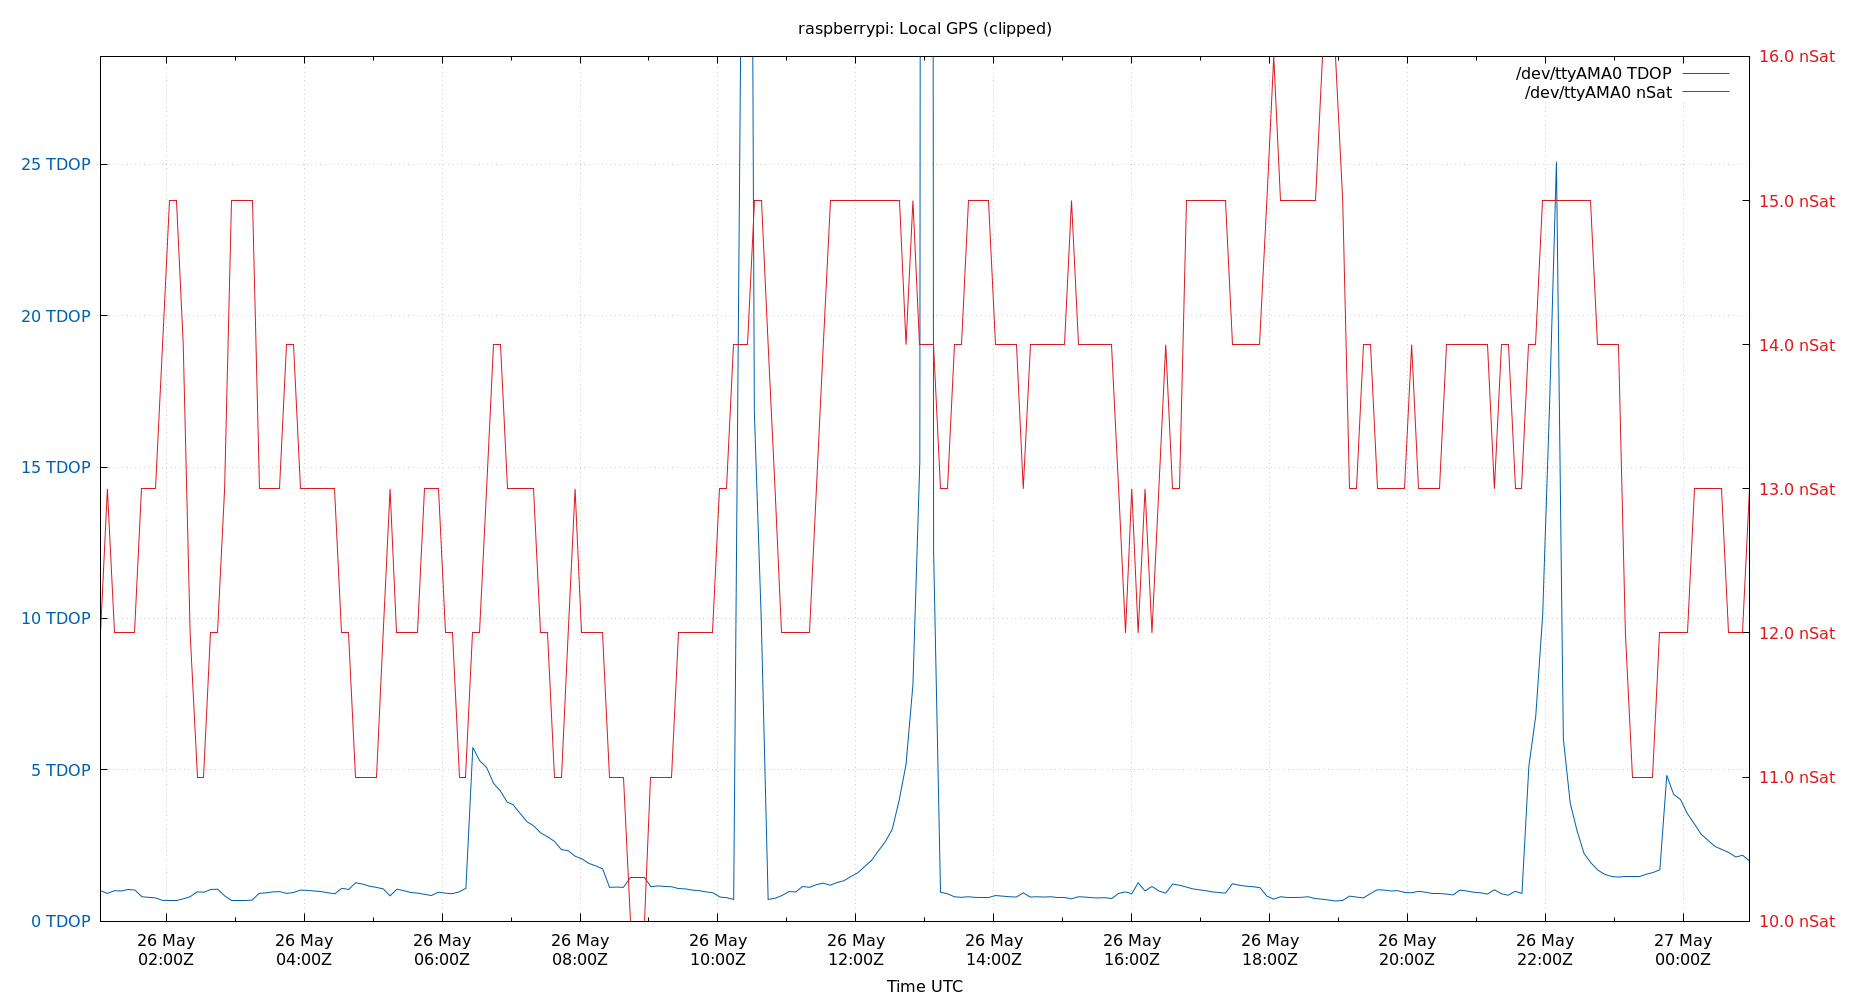 raspberrypi: Local GPS (clipped)
/dev/ttyAMA0 TDOP
/dev/ttyAMA0 nSat
25 TDOP
20 TDOP
15 TDOP
10 TDOP
5 TDOP
0 TDOP
16.0 nSat
15.0 nSat
14.0 nSat
13.0 nSat
12.0 nSat
11.0 nSat
10.0 nSat
26 May
02:00Z
26 May
04:00Z
26 May
06:00Z
26 May
08:00Z
26 May
10:00Z
26 May
12:00Z
26 May
14:00Z
26 May
16:00Z
26 May
18:00Z
26 May
20:00Z
26 May
22:00Z
27 May
00:00Z
Time UTC